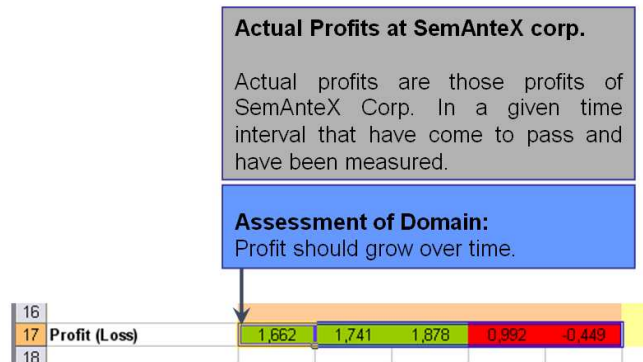 Actual Profits at SemAnteX corp.
Actual profits are those profits of
SemAnteX Corp. In a given time
interval that have come to pass and
have been measured.
Assessment of Domain:
Profit should grow over time.
16
17 Profit (Loss) 1,662 1,741 1,878 0,992 -0,449
18